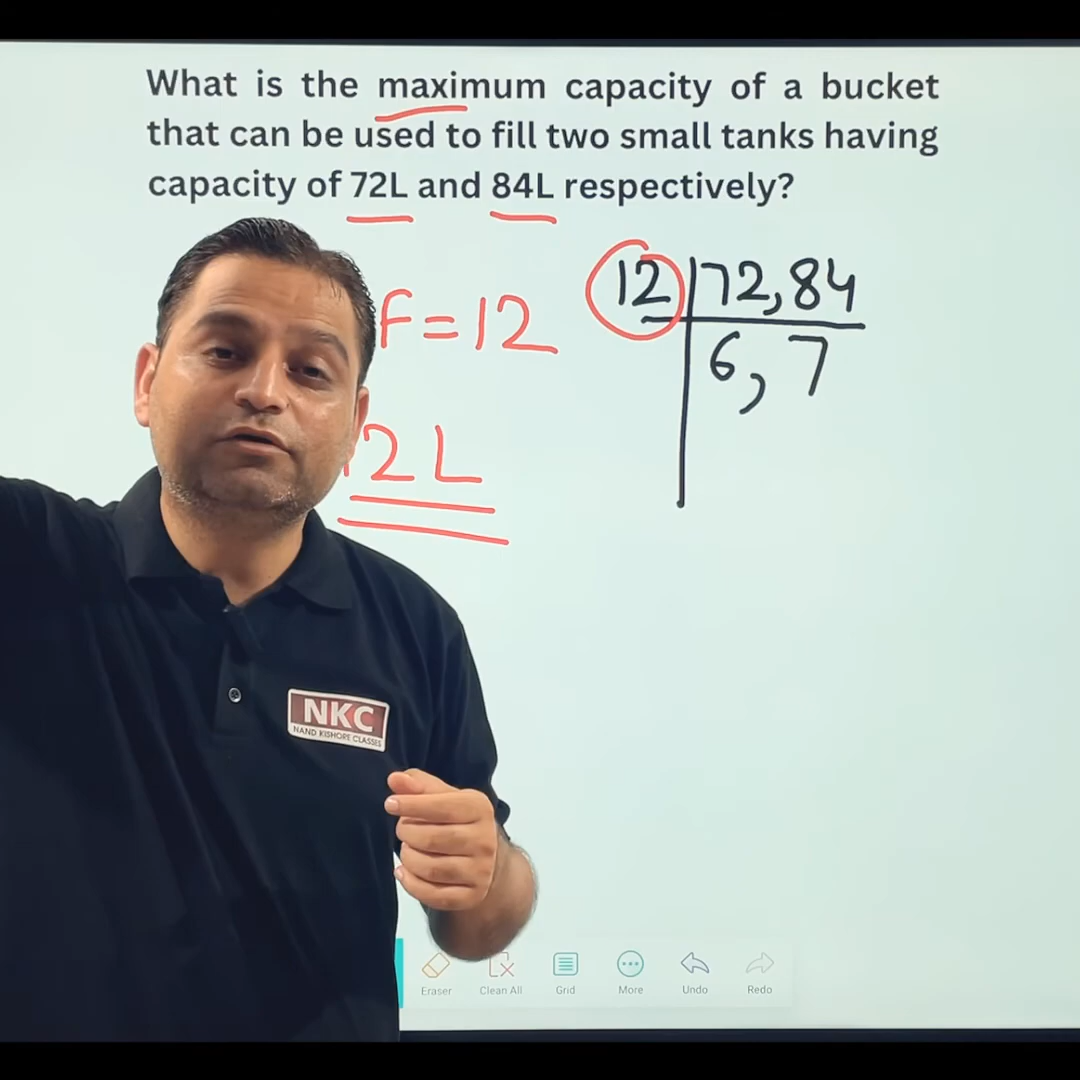 What is the maximum capacity of a bucket
that can be used to fill two small tanks having
capacity of 72L and 84L respectively?
12 72,84
6, 7
F=12
2 L
NKC
NAND KISHORE CLASSES
Eraser Clean All Grid More Undo Redo